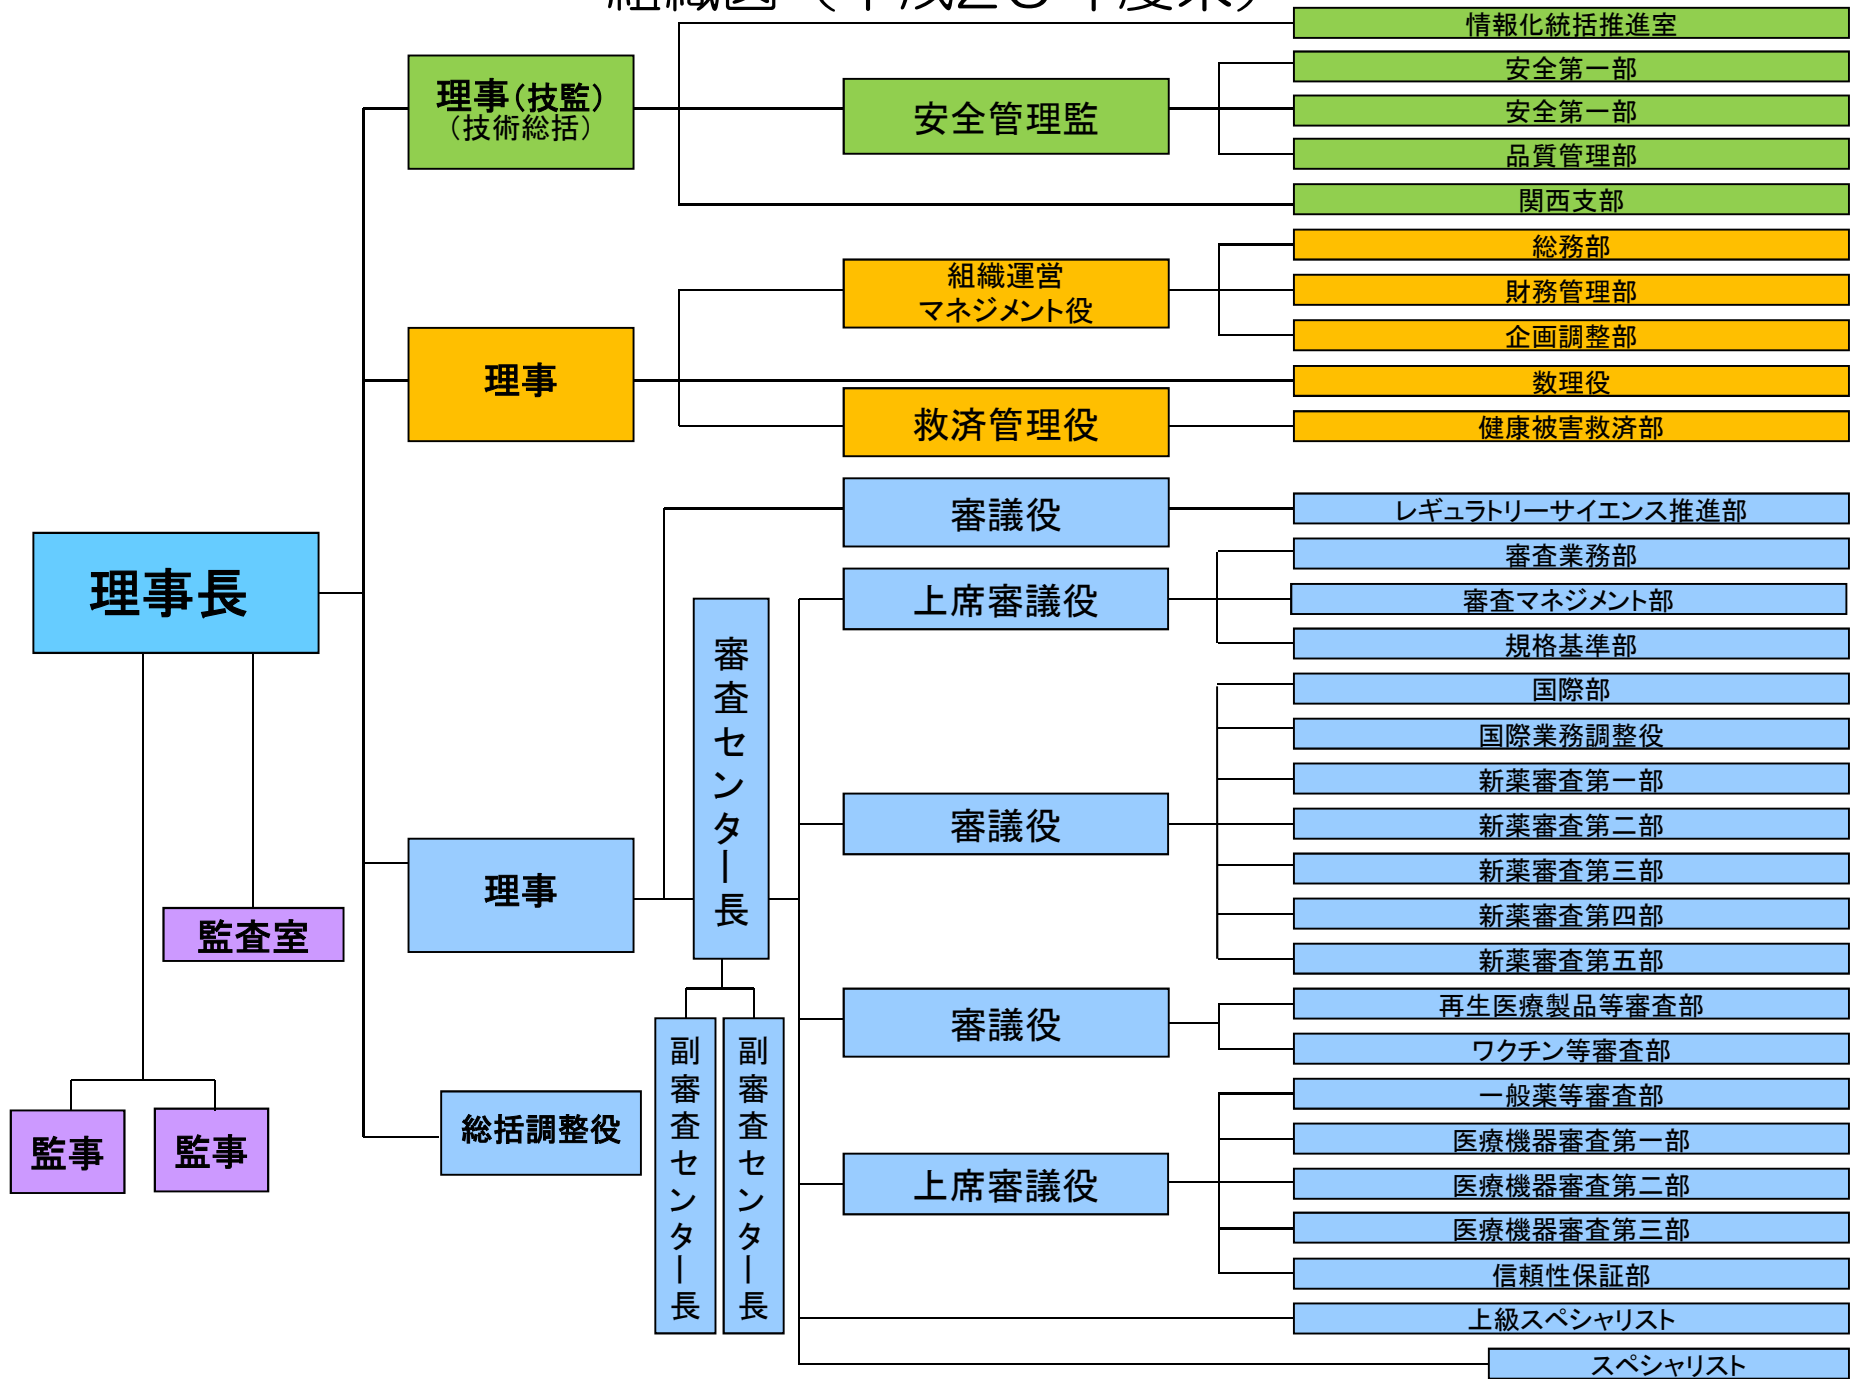 組織図（平成２８年度末）
情報化統括推進室
理事（技監）
（技術総括）
安全管理監
安全第一部
安全第一部
品質管理部
関西支部
理事
組織運営
マネジメント役
総務部
財務管理部
企画調整部
数理役
救済管理役
健康被害救済部
理事長
審議役
レギュラトリーサイエンス推進部
審査センター長
上席審議役
審査業務部
審査マネジメント部
規格基準部
理事
審議役
国際部
国際業務調整役
新薬審査第一部
新薬審査第二部
新薬審査第三部
新薬審査第四部
新薬審査第五部
監査室
副審査センター長
副審査センター長
審議役
再生医療製品等審査部
ワクチン等審査部
監事
監事
総括調整役
上席審議役
一般薬等審査部
医療機器審査第一部
医療機器審査第二部
医療機器審査第三部
信頼性保証部
上級スペシャリスト
スペシャリスト